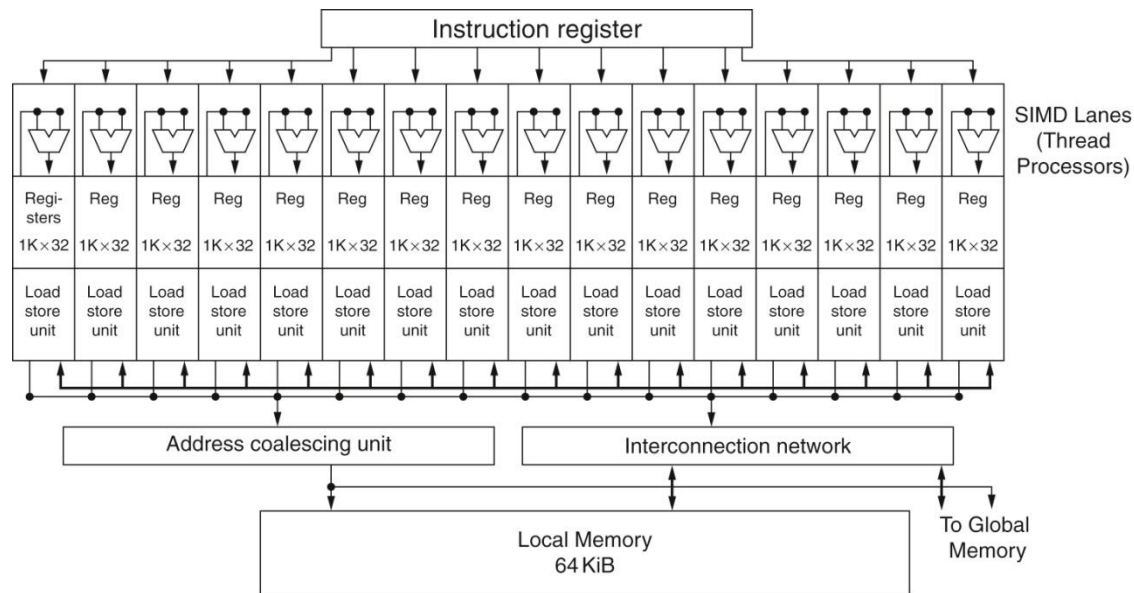 Instruction register
SIMD Lanes
(Thread
Processors)
Regi- Reg Reg Reg Reg Reg Reg Reg Reg Reg Reg Reg Reg Reg Reg Reg
sters
1K×32 1K×32 1K×32 1K×32 1K×32 1K×32 1K×32 1K×32 1K×32 1K×32 1K×32 1K×32 1K×32 1K×32 1K×32 1K×32
Load Load Load Load Load Load Load Load Load Load Load Load Load Load Load Load
store store store store store store store store store store store store store store store store
unit unit unit unit unit unit unit unit unit unit unit unit unit unit unit unit
Address coalescing unit
Interconnection network
Local Memory
64 KiB
To Global
Memory